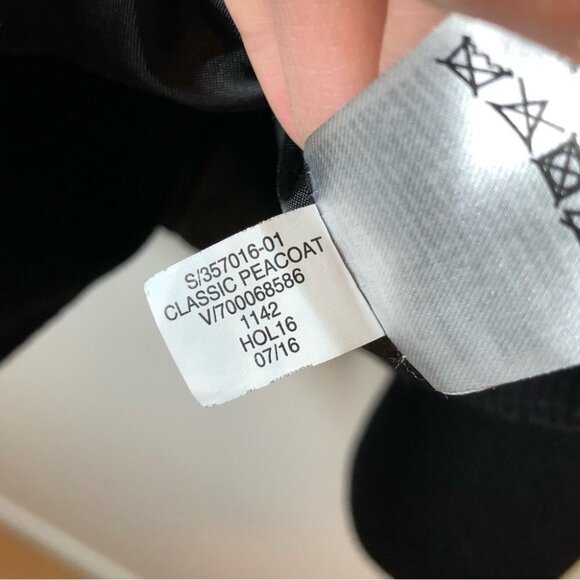 S/357016-01
CLASSIC PEACOAT
V/700068586
1142
HOL16
07/16